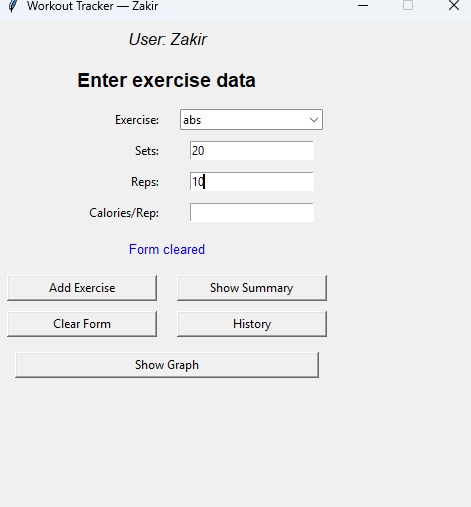 Workout Tracker — Zakir
User: Zakir
Enter exercise data
Exercise: abs
Sets: 20
Reps: 10
Calories/Rep:
Form cleared
Add Exercise Show Summary
Clear Form History
Show Graph